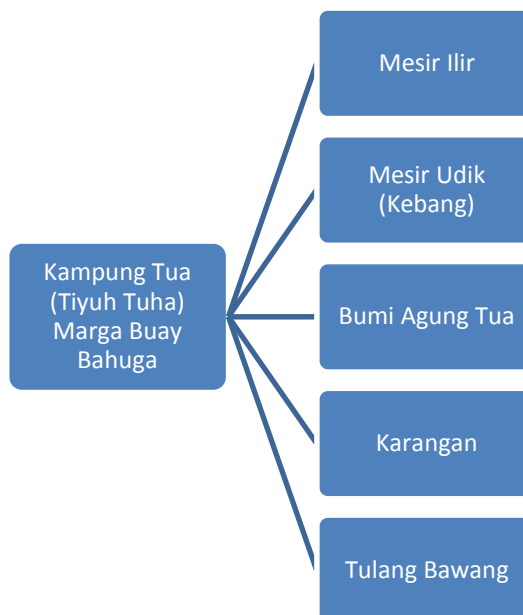 Kampung Tua
(Tiyuh Tuha)
Marga Buay
Bahuga
Mesir Ilir
Mesir Udik
(Kebang)
Bumi Agung Tua
Karangan
Tulang Bawang